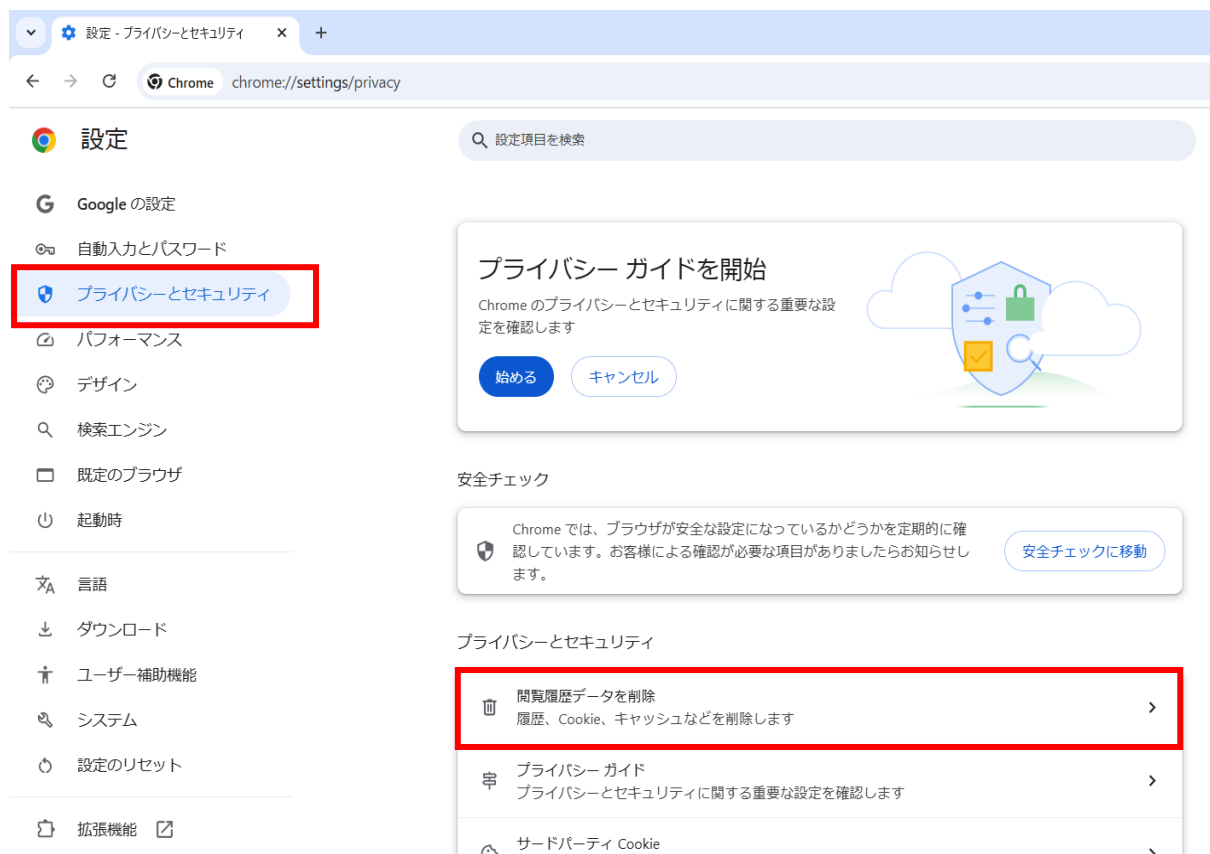 設定 - プライバシーとセキュリティ
Chrome chrome://settings/privacy
設定
設定項目を検索
Google の設定
自動入力とパスワード
プライバシーとセキュリティ
パフォーマンス
デザイン
検索エンジン
既定のブラウザ
起動時
言語
ダウンロード
ユーザー補助機能
システム
設定のリセット
拡張機能
プライバシー ガイドを開始
Chrome のプライバシーとセキュリティに関する重要な設
定を確認します
始める キャンセル
安全チェック
Chrome では、ブラウザが安全な設定になっているかどうかを定期的に確
認しています。お客様による確認が必要な項目がありましたらお知らせし
ます。
安全チェックに移動
プライバシーとセキュリティ
閲覧履歴データを削除
履歴、Cookie、キャッシュなどを削除します
プライバシー ガイド
プライバシーとセキュリティに関する重要な設定を確認します
サードパーティ Cookie